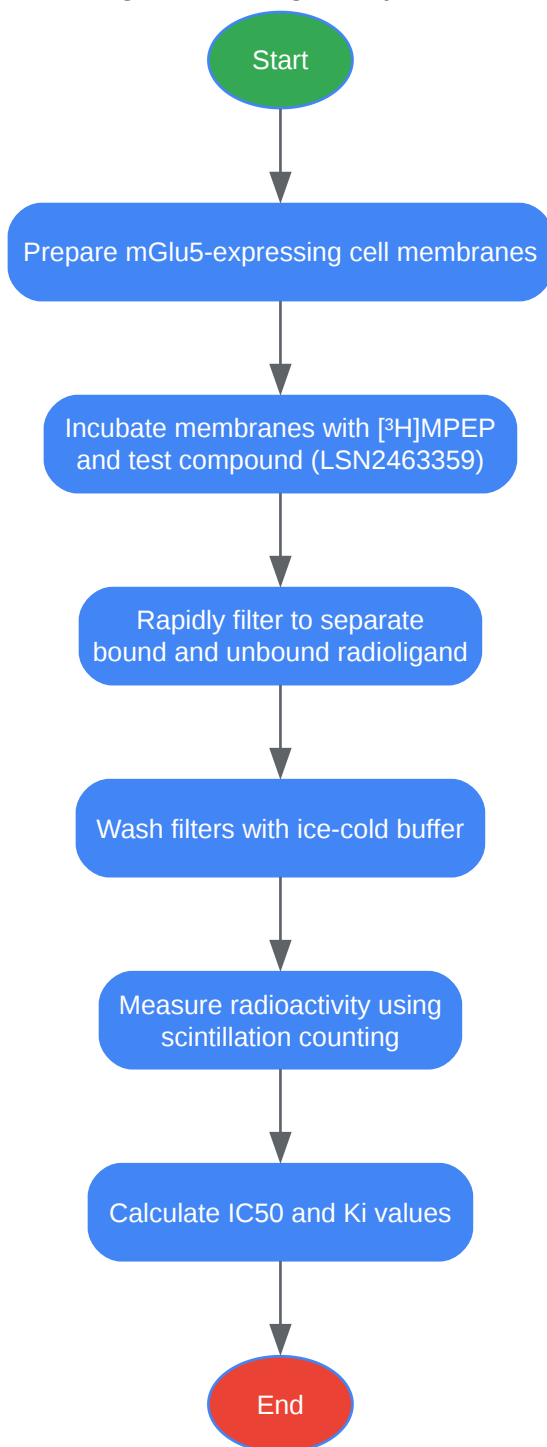 Start
Prepare mGlu5-expressing cell membranes
Incubate membranes with [³H]MPEP
and test compound (LSN2463359)
Rapidly filter to separate
bound and unbound radioligand
Wash filters with ice-cold buffer
Measure radioactivity using
scintillation counting
Calculate IC50 and Ki values
End